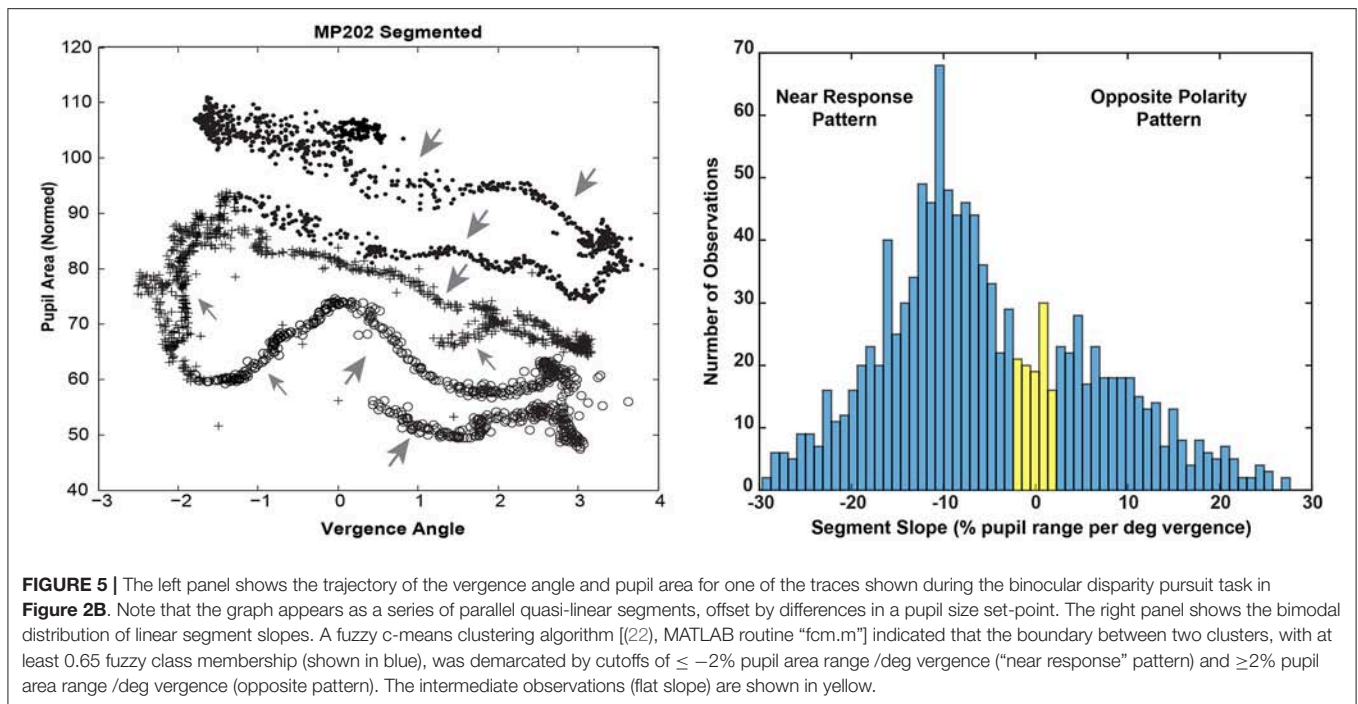 MP202 Segmented
120
110
100
90
80
70
60
50
40
Pupil Area (Normed)
−3
−2
−1
0
1
2
3
4
Vergence Angle
70
60
50
40
30
20
10
0
Nurmber of Observations
Near Response
Pattern
Opposite Polarity
Pattern
-30
-20
-10
0
10
20
30
Segment Slope (% pupil range per deg vergence)
FIGURE 5 | The left panel shows the trajectory of the vergence angle and pupil area for one of the traces shown during the binocular disparity pursuit task in
Figure 2B. Note that the graph appears as a series of parallel quasi-linear segments, offset by differences in a pupil size set-point. The right panel shows the bimodal
distribution of linear segment slopes. A fuzzy c-means clustering algorithm [(22), MATLAB routine “fcm.m”] indicated that the boundary between two clusters, with at
least 0.65 fuzzy class membership (shown in blue), was demarcated by cutoffs of ≤ −2% pupil area range /deg vergence (“near response” pattern) and ≥2% pupil
area range /deg vergence (opposite pattern). The intermediate observations (flat slope) are shown in yellow.